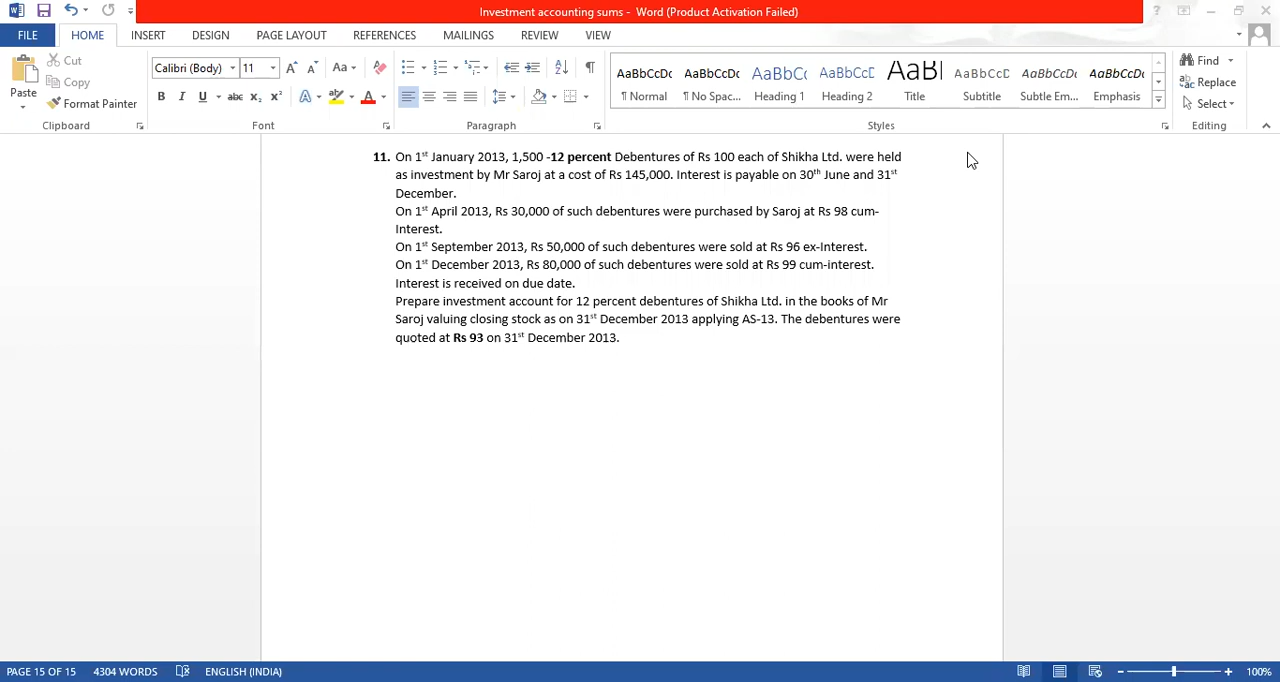 Investment accounting sums - Word (Product Activation Failed)
FILE HOME INSERT DESIGN PAGE LAYOUT REFERENCES MAILINGS REVIEW VIEW
Cut
Copy
Format Painter
Paste
Clipboard
Calibri (Body) 11
Font
Paragraph
AaBbCcDc AaBbCcDc AaBbCc AaBbCcD AaBl AaBbCcD AaBbCcDc AaBbCcDc
¶ Normal ¶ No Spac... Heading 1 Heading 2 Title Subtitle Subtle Em... Emphasis
Styles
Find
Replace
Select
Editing
11. On 1st January 2013, 1,500 -12 percent Debentures of Rs 100 each of Shikha Ltd. were held
as investment by Mr Saroj at a cost of Rs 145,000. Interest is payable on 30th June and 31st
December.
On 1st April 2013, Rs 30,000 of such debentures were purchased by Saroj at Rs 98 cum-
Interest.
On 1st September 2013, Rs 50,000 of such debentures were sold at Rs 96 ex-Interest.
On 1st December 2013, Rs 80,000 of such debentures were sold at Rs 99 cum-interest.
Interest is received on due date.
Prepare investment account for 12 percent debentures of Shikha Ltd. in the books of Mr
Saroj valuing closing stock as on 31st December 2013 applying AS-13. The debentures were
quoted at Rs 93 on 31st December 2013.
PAGE 15 OF 15 4304 WORDS ENGLISH (INDIA) 100%